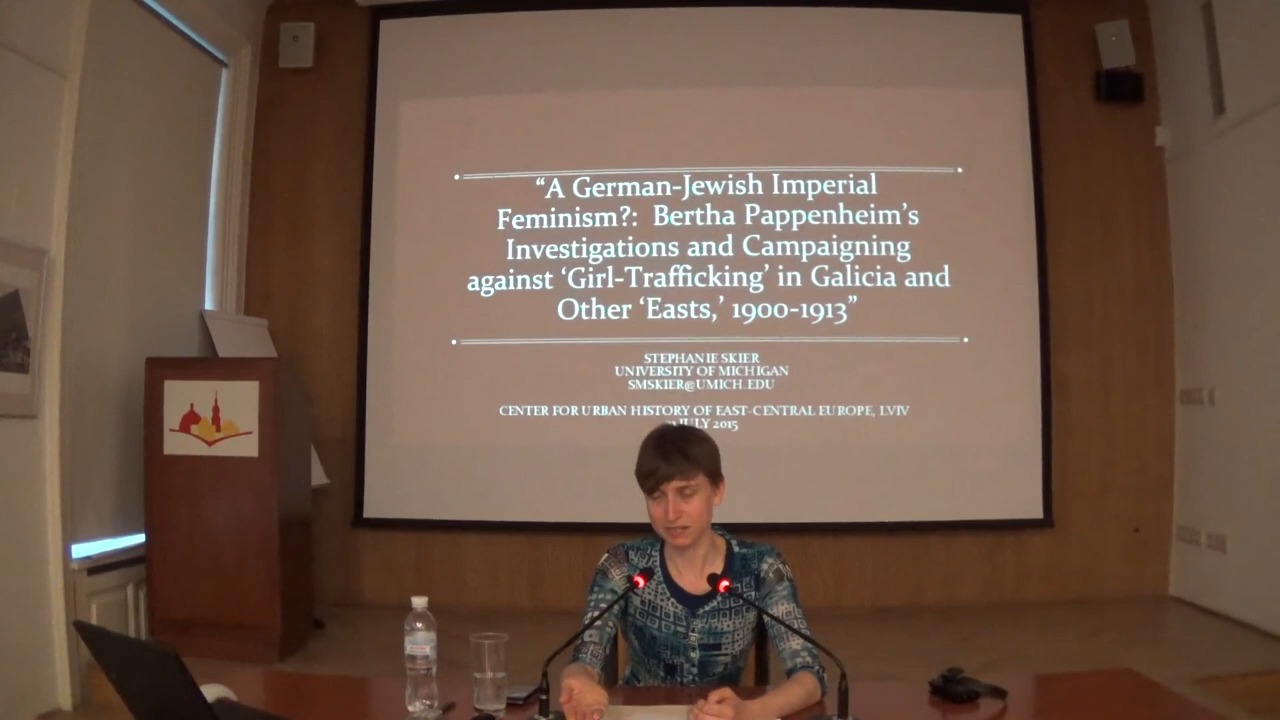 “A German-Jewish Imperial
Feminism?: Bertha Pappenheim’s
Investigations and Campaigning
against ‘Girl-Trafficking’ in Galicia and
Other ‘Easts,’ 1900-1913”
STEPHANIE SKIER
UNIVERSITY OF MICHIGAN
SMSKIER@UMICH.EDU
CENTER FOR URBAN HISTORY OF EAST-CENTRAL EUROPE, LVIV
JULY 2015